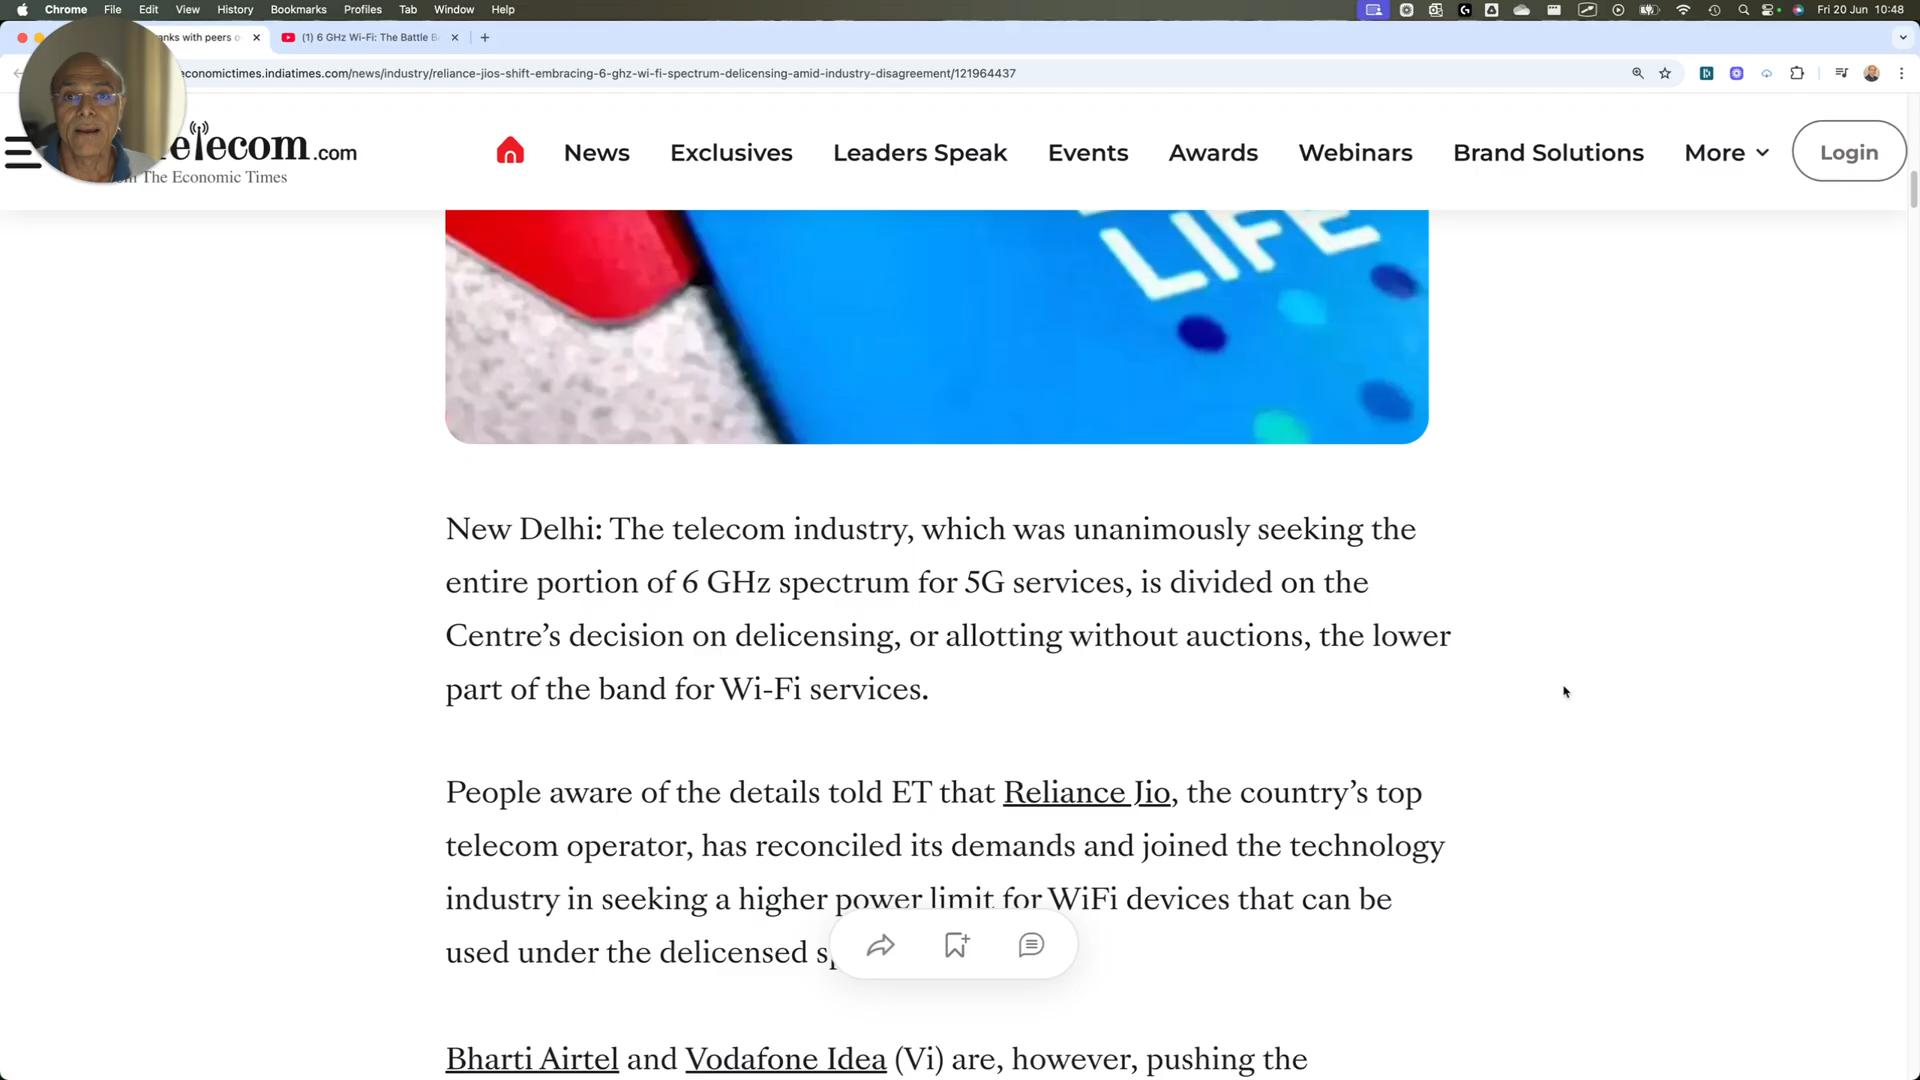 Chrome File Edit View History Bookmarks Profiles Tab Window Help Fri 20 Jun 10:48
anks with peers o (1) 6 GHz Wi-Fi: The Battle B
economictimes.indiatimes.com/news/industry/reliance-jios-shift-embracing-6-ghz-wi-fi-spectrum-delicensing-amid-industry-disagreement/121964437
elecom.com
The Economic Times
News Exclusives Leaders Speak Events Awards Webinars Brand Solutions More Login
LIFE
New Delhi: The telecom industry, which was unanimously seeking the
entire portion of 6 GHz spectrum for 5G services, is divided on the
Centre’s decision on delicensing, or allotting without auctions, the lower
part of the band for Wi-Fi services.
People aware of the details told ET that Reliance Jio, the country’s top
telecom operator, has reconciled its demands and joined the technology
industry in seeking a higher power limit for WiFi devices that can be
used under the delicensed
Bharti Airtel and Vodafone Idea (Vi) are, however, pushing the